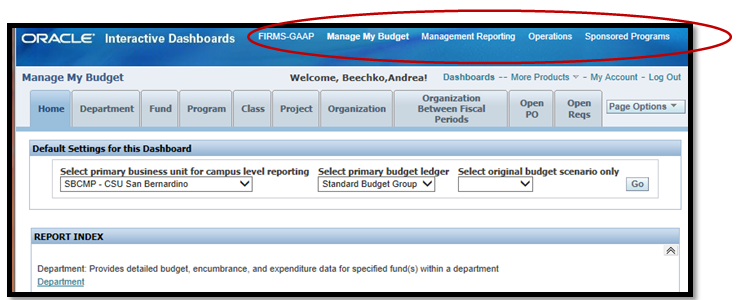 ORACLE Interactive Dashboards FIRMS-GAAP Manage My Budget Management Reporting Operations Sponsored Programs
Manage My Budget Welcome, Beechko,Andrea! Dashboards -- More Products - My Account - Log Out
Home Department Fund Program Class Project Organization Organization Between Fiscal Periods Open PO Open Reqs Page Options
Default Settings for this Dashboard
Select primary business unit for campus level reporting Select primary budget ledger Select original budget scenario only
SBCMP - CSU San Bernardino Standard Budget Group Go
REPORT INDEX
Department: Provides detailed budget, encumbrance, and expenditure data for specified fund(s) within a department
Department